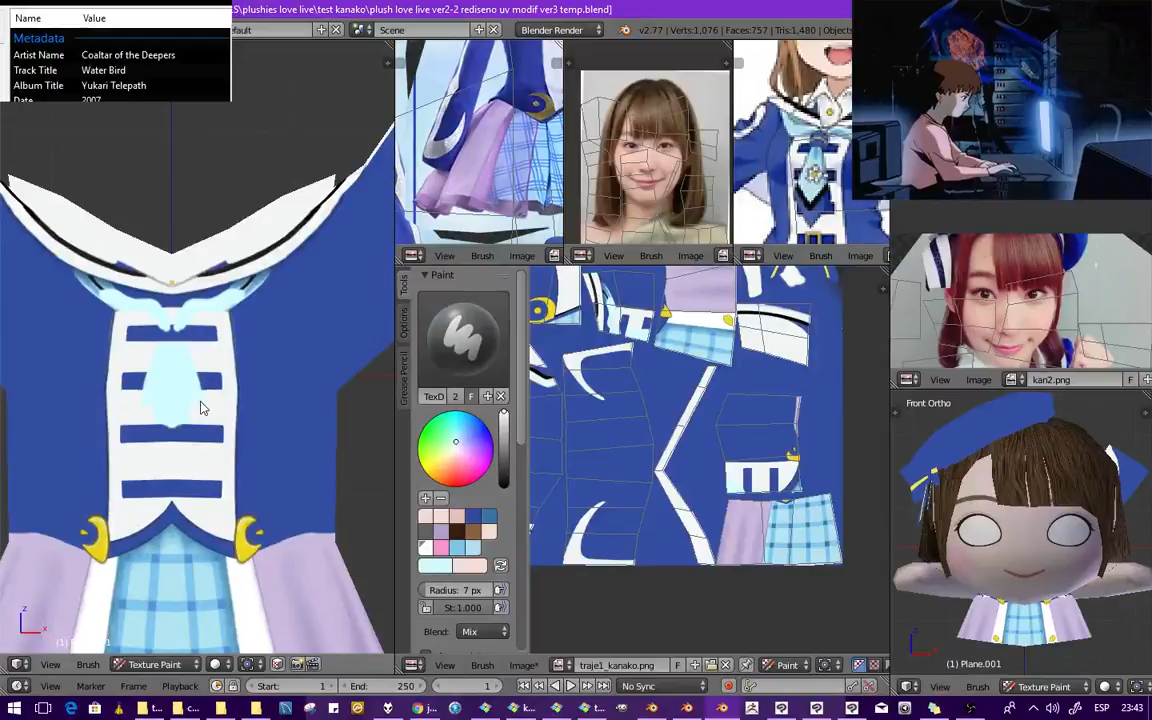 S\plushies love live\test kanako\plush love live ver2-2 rediseno uv modif ver3 temp.blend]
Name Value
Metadata
Artist Name Coaltar of the Deepers
Track Title Water Bird
Album Title Yukari Telepath
Date 2007
efault
Scene
Blender Render
v2.77 | Verts:1,076 | Faces:757 | Tris:1,480 | Objects
View Brush
View Image
View Brush Image
Paint
Tools
Options
Grease Pencil
TexD 2 F
Radius: 7 px
St: 1.000
Blend: Mix
View Image kan2.png F
Front Ortho
z
x
(1) Plane.001
z
x
View Brush Texture Paint
View Brush Image* traje1_kanako.png F Paint
View Brush Texture Paint
View Marker Frame Playback Start: 1 End: 250 1 No Sync
t... c... j... k... t... ESP 23:43